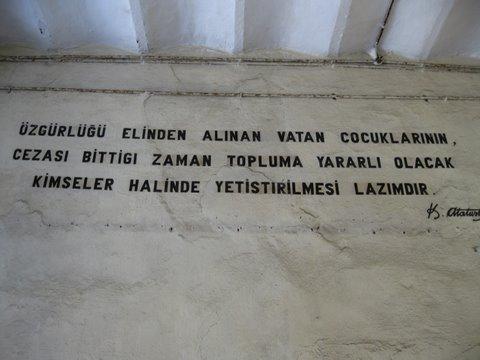 ÖZGÜRLÜĞÜ ELİNDEN ALINAN VATAN COCUKLARININ,
CEZASI BİTTİGI ZAMAN TOPLUMA YARARLI OLACAK
KİMSELER HALİNDE YETİSTİRİLMESİ LAZIMDIR.
K. Atatürk